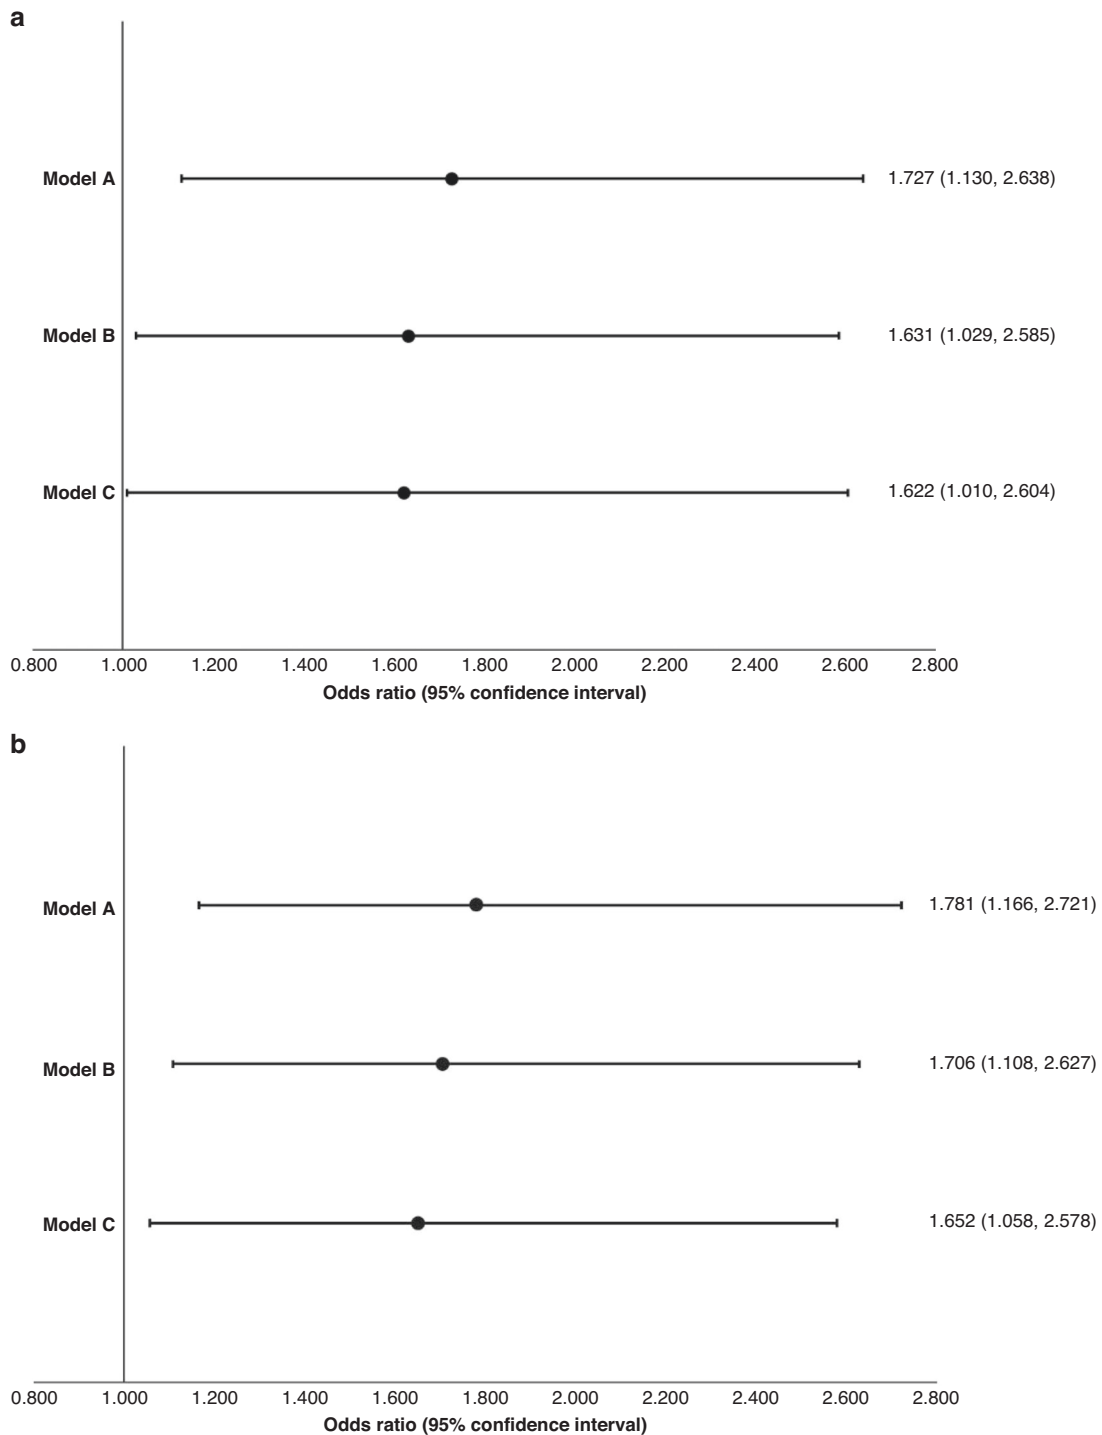 a
Model A 1.727 (1.130, 2.638)
Model B 1.631 (1.029, 2.585)
Model C 1.622 (1.010, 2.604)
0.800 1.000 1.200 1.400 1.600 1.800 2.000 2.200 2.400 2.600 2.800
Odds ratio (95% confidence interval)
b
Model A 1.781 (1.166, 2.721)
Model B 1.706 (1.108, 2.627)
Model C 1.652 (1.058, 2.578)
0.800 1.000 1.200 1.400 1.600 1.800 2.000 2.200 2.400 2.600 2.800
Odds ratio (95% confidence interval)